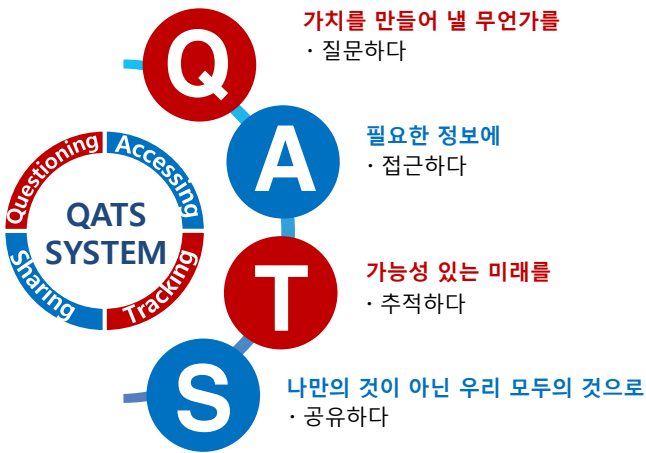 Q
가치를 만들어 낼 무언가를
· 질문하다
A
필요한 정보에
· 접근하다
Questioning
Accessing
QATS
SYSTEM
Sharing
Tracking
T
가능성 있는 미래를
· 추적하다
S
나만의 것이 아닌 우리 모두의 것으로
· 공유하다